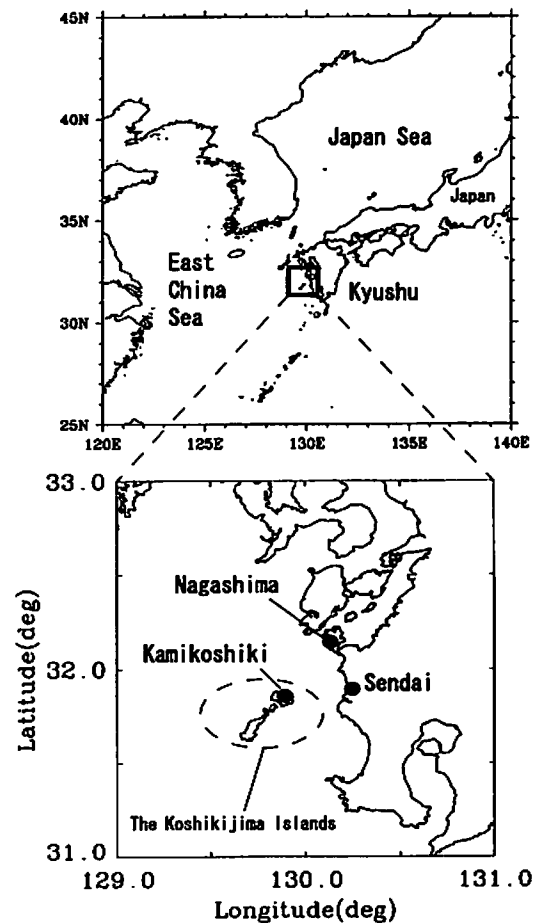 45N
40N
Japan Sea
Japan
35N
East
China
Sea
Kyushu
30N
25N
120E 125E 130E 135E 140E
33.0
Nagashima
Kamikoshiki
32.0
Sendai
Latitude(deg)
The Koshikijima Islands
31.0
129.0 130.0 131.0
Longitude(deg)